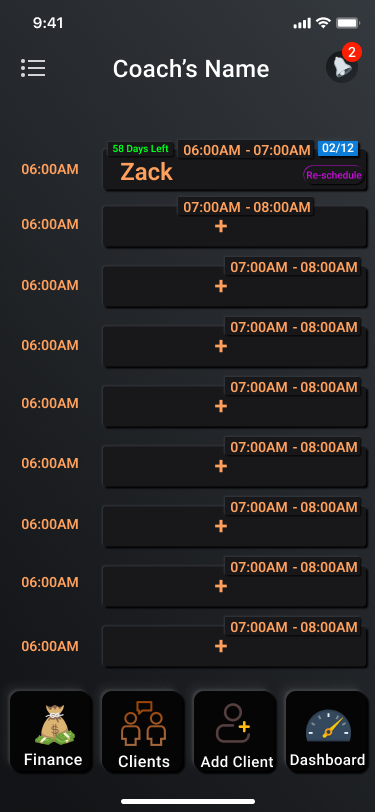 9:41
Coach's Name
2
58 Days Left
06:00AM - 07:00AM
02/12
06:00AM
Zack
Re-schedule
07:00AM - 08:00AM
06:00AM
+
07:00AM - 08:00AM
06:00AM
+
07:00AM - 08:00AM
06:00AM
+
07:00AM - 08:00AM
06:00AM
+
07:00AM - 08:00AM
06:00AM
+
07:00AM - 08:00AM
06:00AM
+
07:00AM - 08:00AM
06:00AM
+
07:00AM - 08:00AM
06:00AM
+
Finance
Clients
Add Client
Dashboard